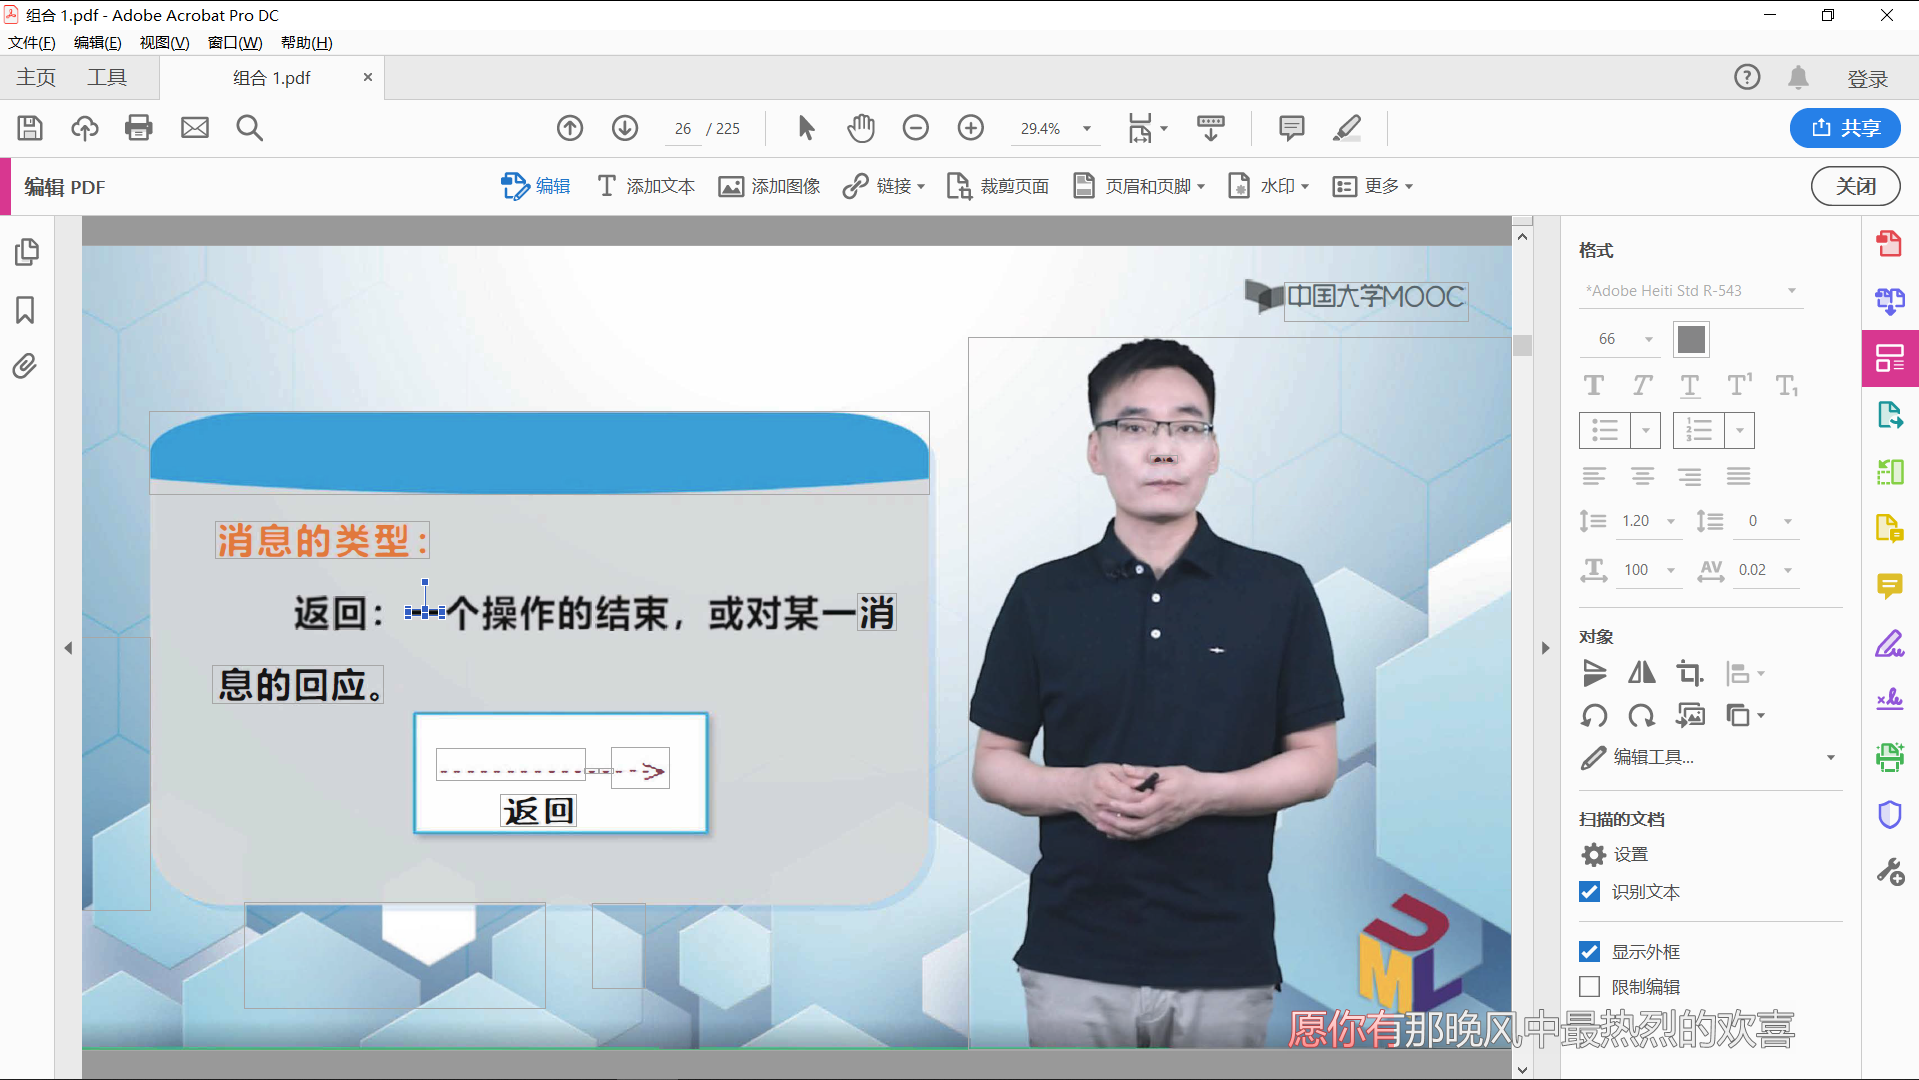 组合 1.pdf - Adobe Acrobat Pro DC
文件(F) 编辑(E) 视图(V) 窗口(W) 帮助(H)
主页 工具 组合 1.pdf × 登录
26 / 225 29.4% 共享
编辑 PDF 编辑 添加文本 添加图像 链接 裁剪页面 页眉和页脚 水印 更多 关闭
中国大学MOOC
消息的类型：
返回：一个操作的结束，或对某一消
息的回应。
返回
UML
格式
*Adobe Heiti Std R-543
66
1.20 0
100 0.02
对象
编辑工具...
扫描的文档
设置
识别文本
显示外框
限制编辑
愿你有那晚风中最热烈的欢喜